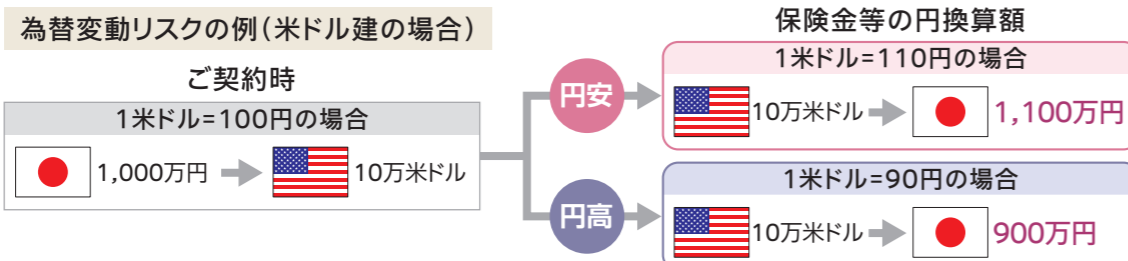 為替変動リスクの例(米ドル建の場合)
ご契約時
1米ドル=100円の場合
1,000万円
10万米ドル
保険金等の円換算額
円安
1米ドル=110円の場合
10万米ドル
1,100万円
円高
1米ドル=90円の場合
10万米ドル
900万円